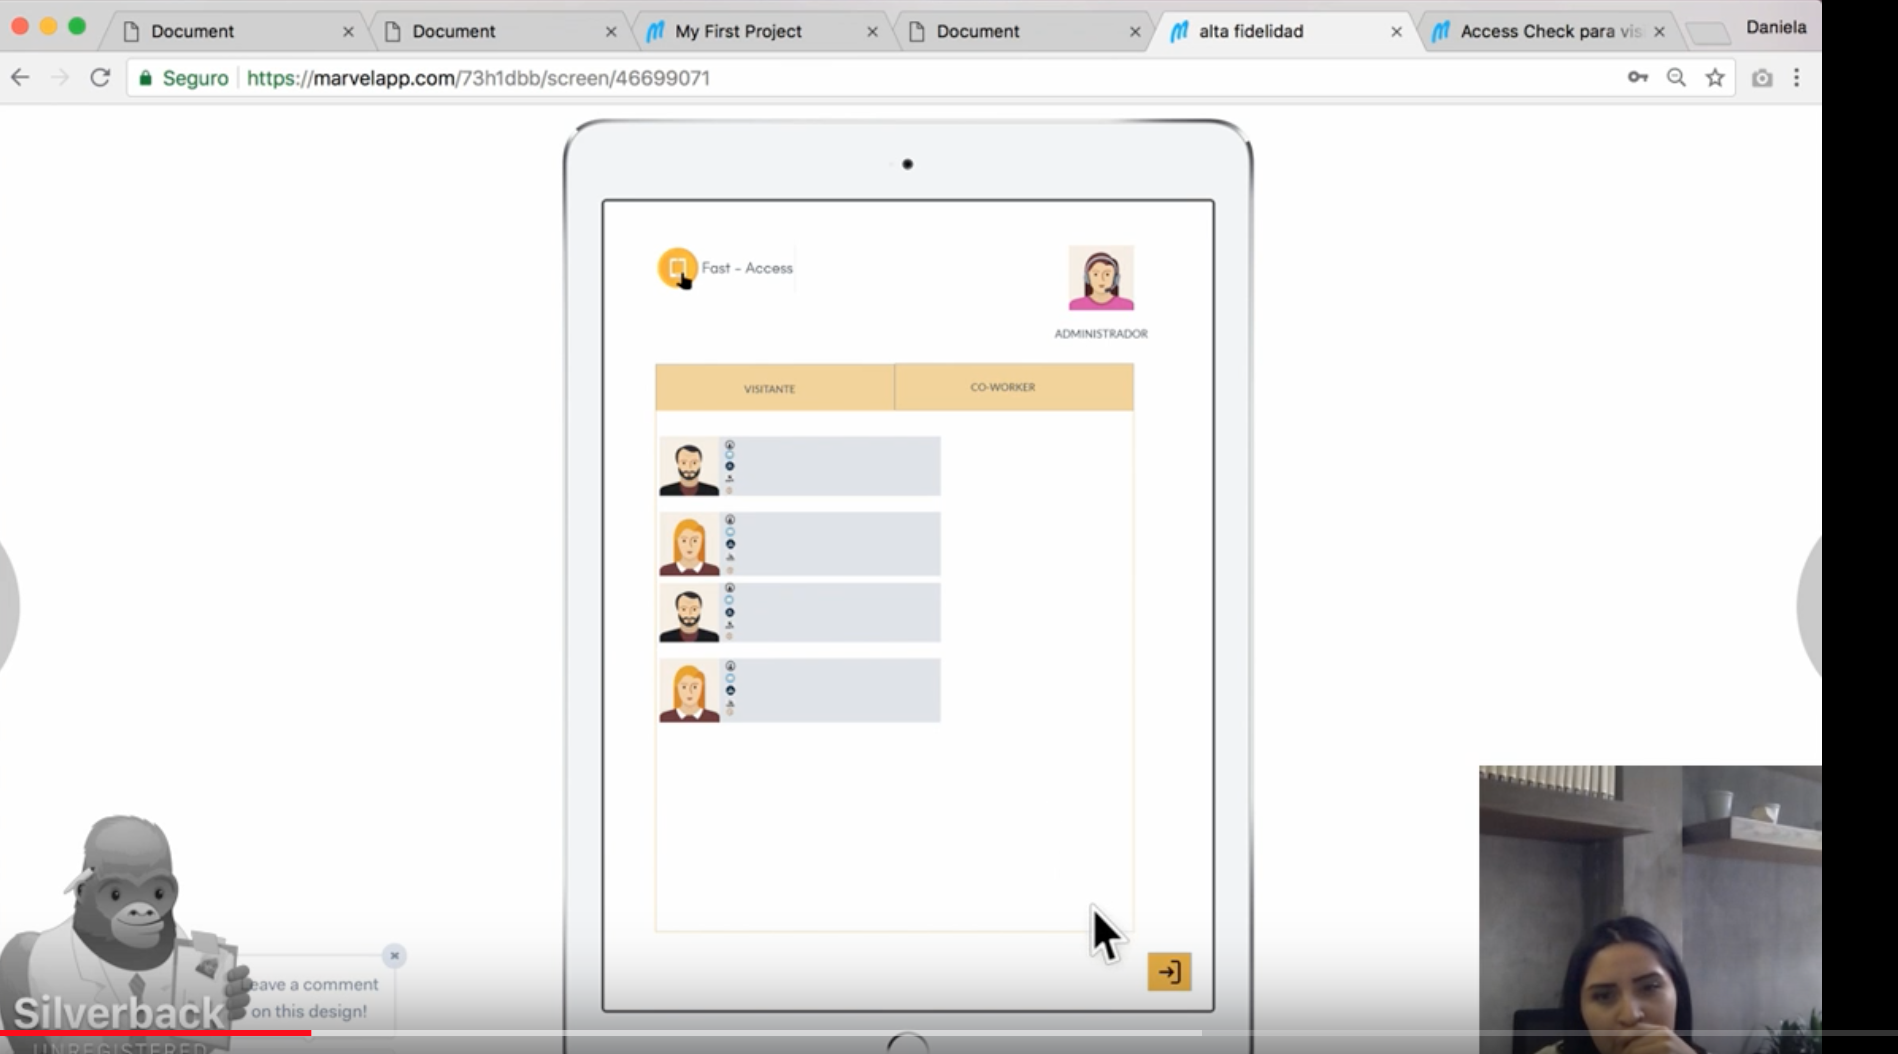 Document
Document
My First Project
Document
alta fidelidad
Access Check para vis
Daniela
Seguro
https://marvelapp.com/73h1dbb/screen/46699071
Fast - Access
ADMINISTRADOR
VISITANTE
CO-WORKER
eave a comment
on this design!
Silverback
UNREGISTERED